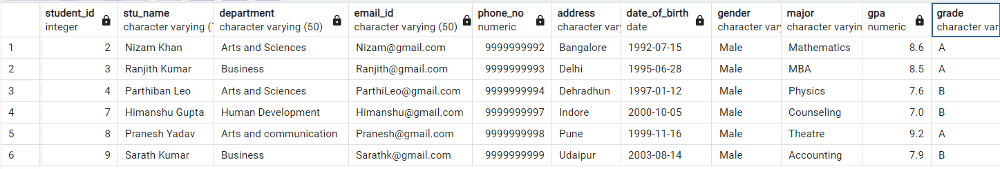 student_id stu_name department email_id phone_no address date_of_birth gender major gpa grade
integer character varying ( character varying (50) character varying (50) numeric character vary date character vary character varyin numeric character var
1 2 Nizam Khan Arts and Sciences Nizam@gmail.com 9999999992 Bangalore 1992-07-15 Male Mathematics 8.6 A
2 3 Ranjith Kumar Business Ranjith@gmail.com 9999999993 Delhi 1995-06-28 Male MBA 8.5 A
3 4 Parthiban Leo Arts and Sciences ParthiLeo@gmail.com 9999999994 Dehradhun 1997-01-12 Male Physics 7.6 B
4 7 Himanshu Gupta Human Development Himanshu@gmail.com 9999999997 Indore 2000-10-05 Male Counseling 7.0 B
5 8 Pranesh Yadav Arts and communication Pranesh@gmail.com 9999999998 Pune 1999-11-16 Male Theatre 9.2 A
6 9 Sarath Kumar Business Sarathk@gmail.com 9999999999 Udaipur 2003-08-14 Male Accounting 7.9 B